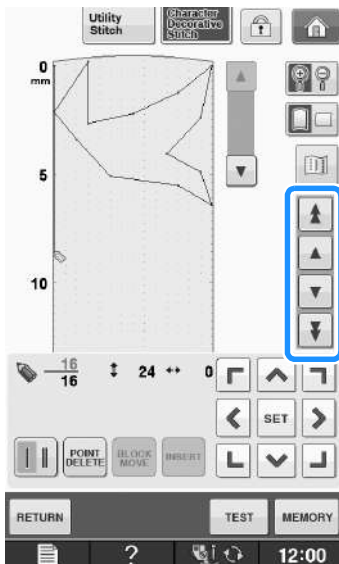 Utility
Stitch
Character
Decorative
Stitch
0
mm
5
10
16
16
24
0
SET
POINT
DELETE
BLOCK
MOVE
INSERT
RETURN
TEST
MEMORY
?
12:00